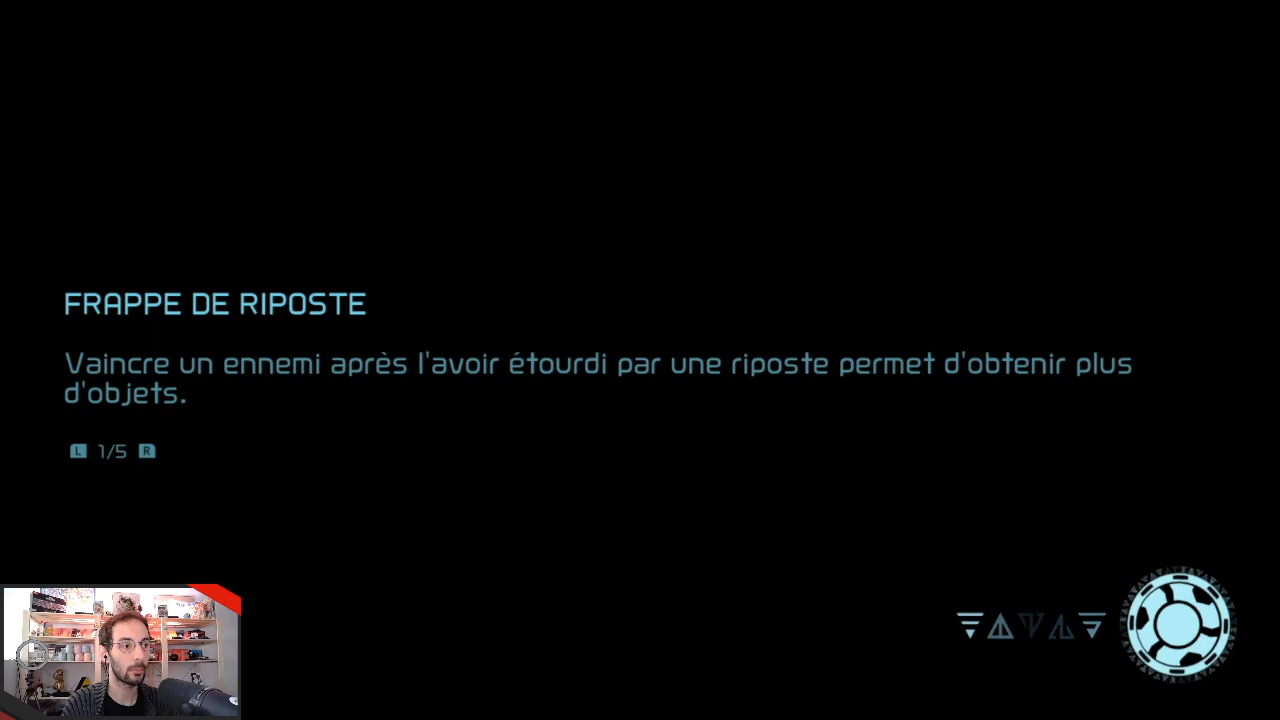 FRAPPE DE RIPOSTE
Vaincre un ennemi après l'avoir étourdi par une riposte permet d'obtenir plus
d'objets.
L 1/5 R